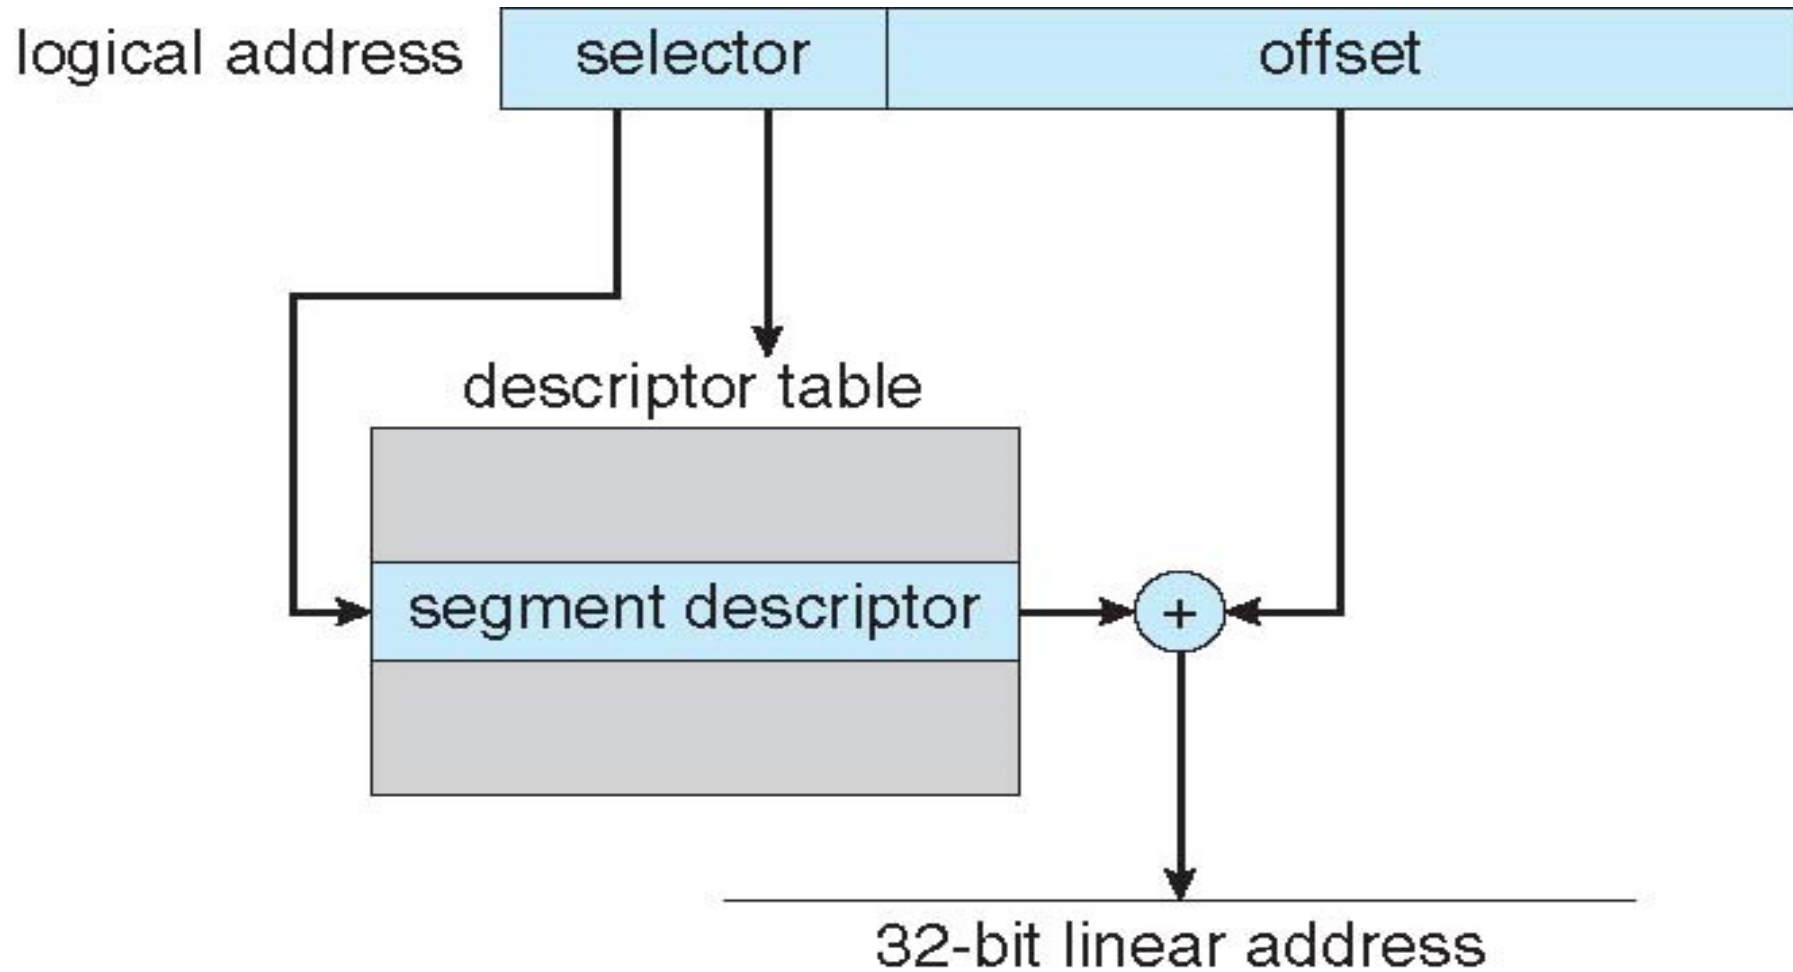 logical address selector offset
descriptor table
segment descriptor +
32-bit linear address